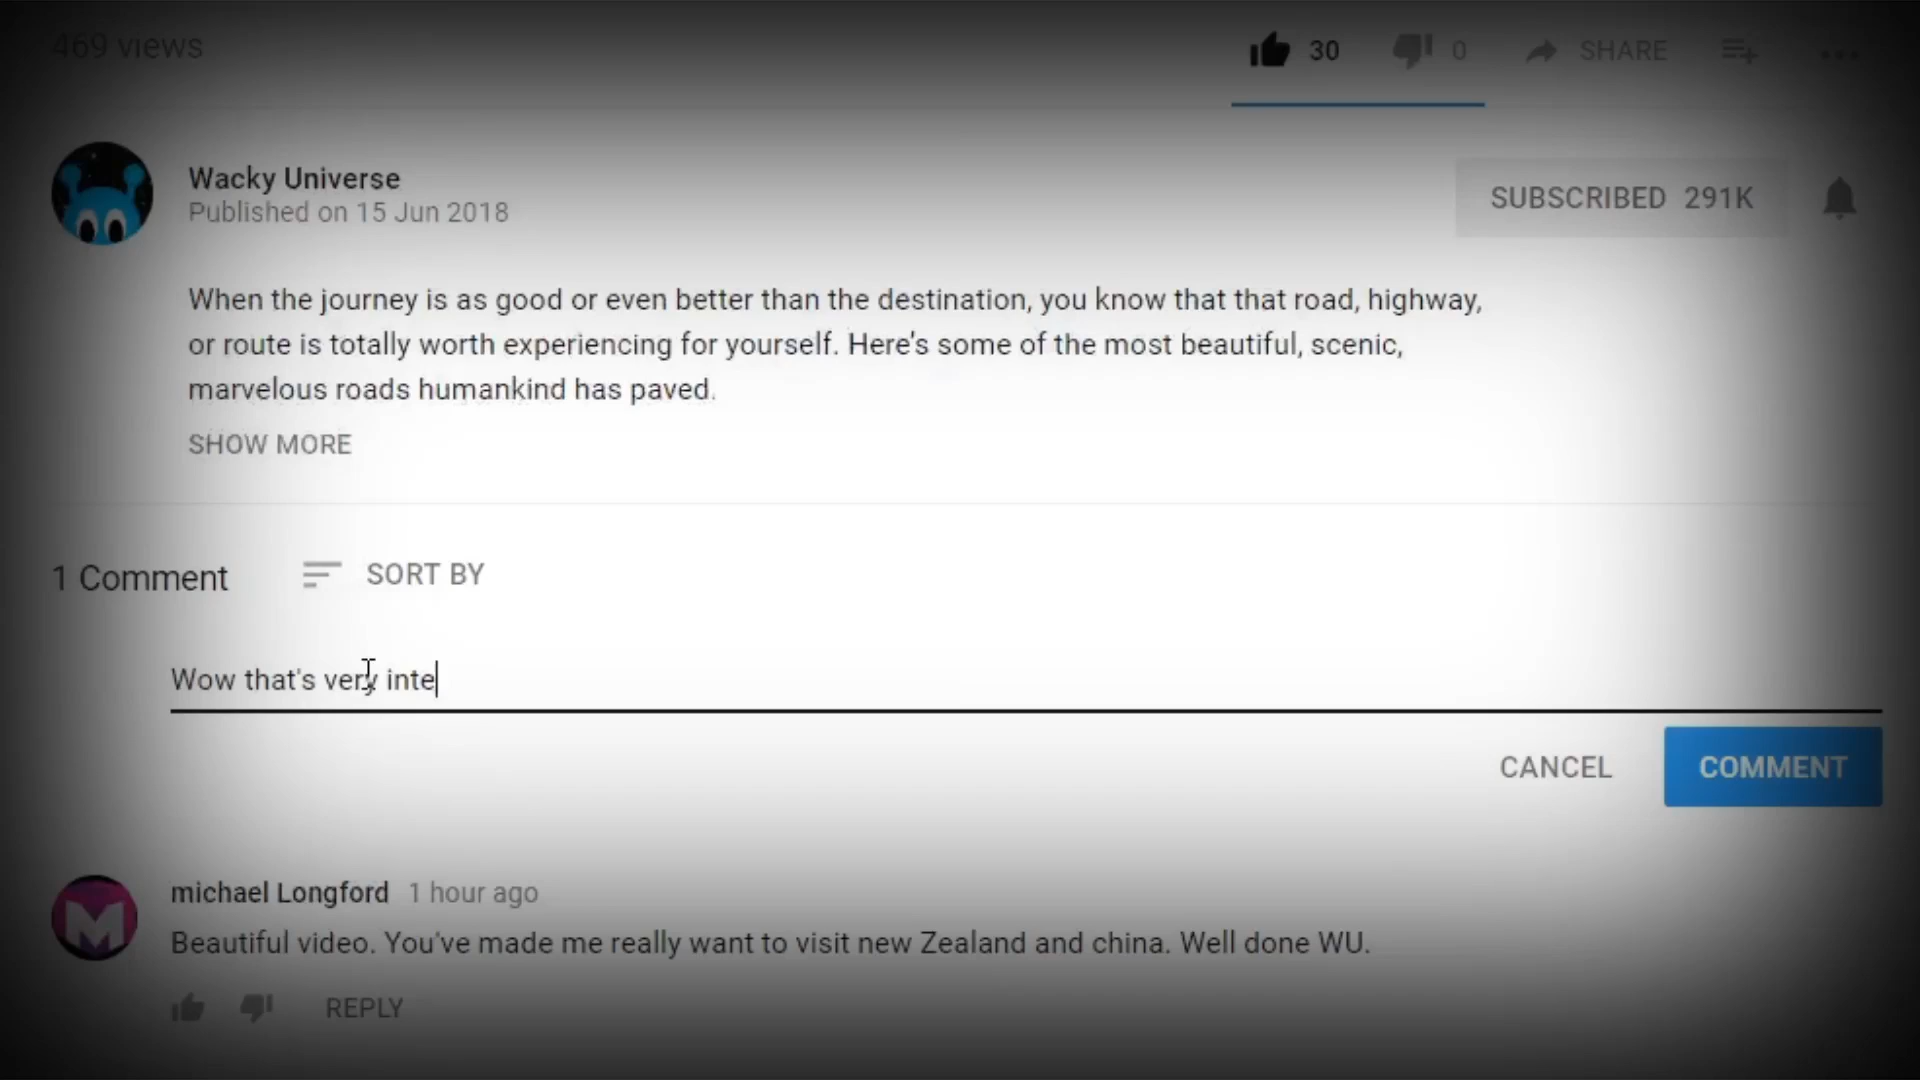 469 views
30 0 SHARE
Wacky Universe
Published on 15 Jun 2018
SUBSCRIBED 291K
When the journey is as good or even better than the destination, you know that that road, highway,
or route is totally worth experiencing for yourself. Here's some of the most beautiful, scenic,
marvelous roads humankind has paved.
SHOW MORE
1 Comment SORT BY
Wow that's very inte
CANCEL COMMENT
michael Longford 1 hour ago
Beautiful video. You've made me really want to visit new Zealand and china. Well done WU.
REPLY